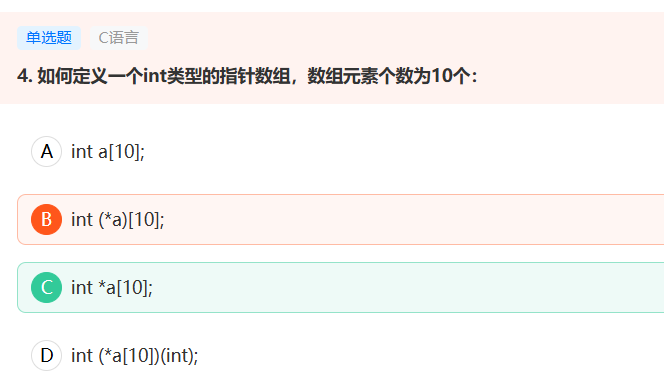 单选题 C语言
4. 如何定义一个int类型的指针数组，数组元素个数为10个：
A int a[10];
B int (*a)[10];
C int *a[10];
D int (*a[10])(int);